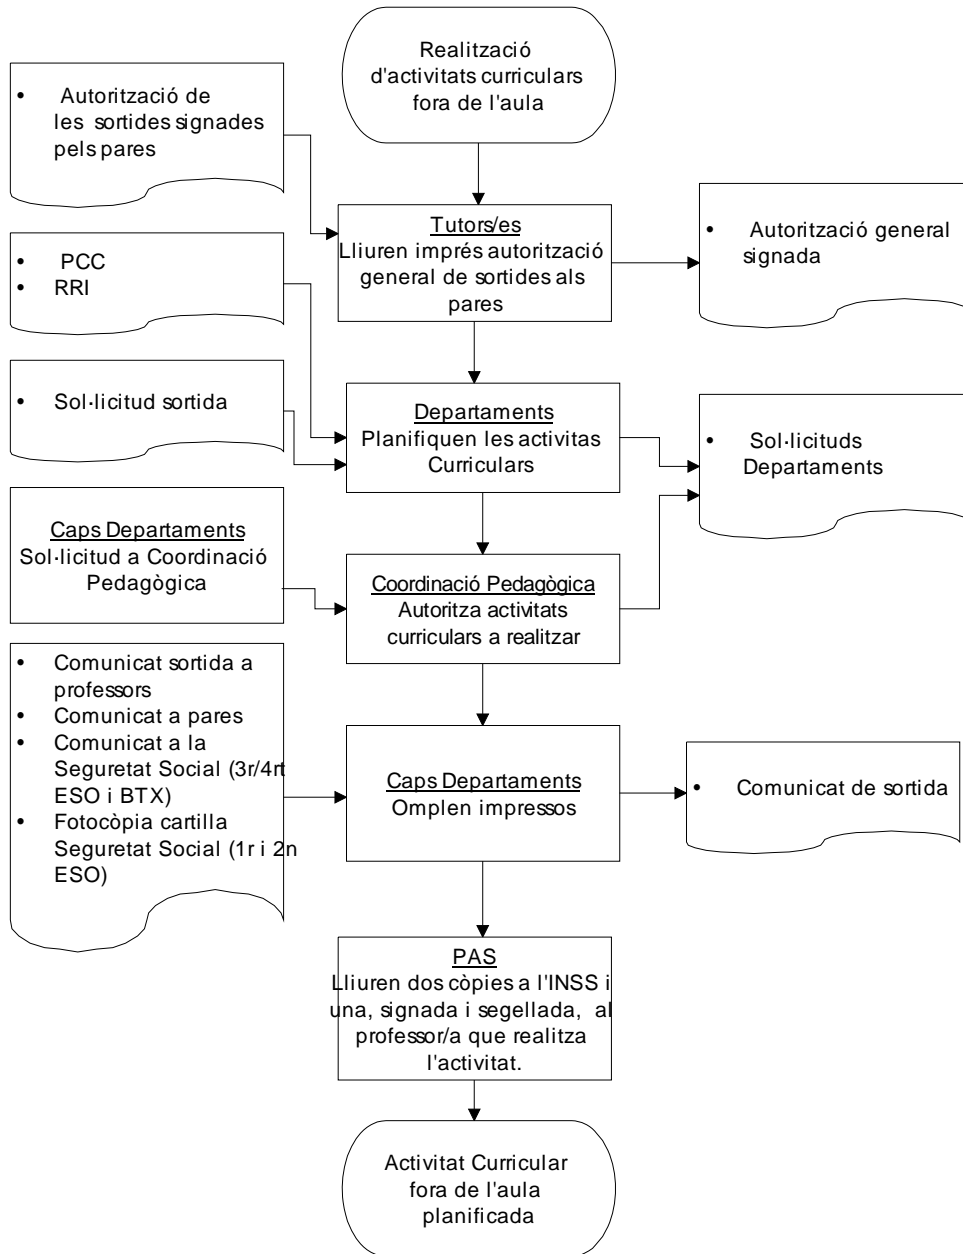 Realització
d'activitats curriculars
fora de l'aula
• Autorització de
les sortides signades
pels pares
Tutors/es
Lliuren imprés autorització
general de sortides als
pares
• Autorització general
signada
• PCC
• RRI
• Sol·licitud sortida
Departaments
Planifiquen les activitas
Curriculars
• Sol·licituds
Departaments
Caps Departaments
Sol·licitud a Coordinació
Pedagògica
Coordinació Pedagògica
Autoritza activitats
curriculars a realitzar
• Comunicat sortida a
professors
• Comunicat a pares
• Comunicat a la
Seguretat Social (3r/4rt
ESO i BTX)
• Fotocòpia cartilla
Seguretat Social (1r i 2n
ESO)
Caps Departaments
Omplen impressos
• Comunicat de sortida
PAS
Lliuren dos còpies a l'INSS i
una, signada i segellada, al
professor/a que realitza
l'activitat.
Activitat Curricular
fora de l'aula
planificada